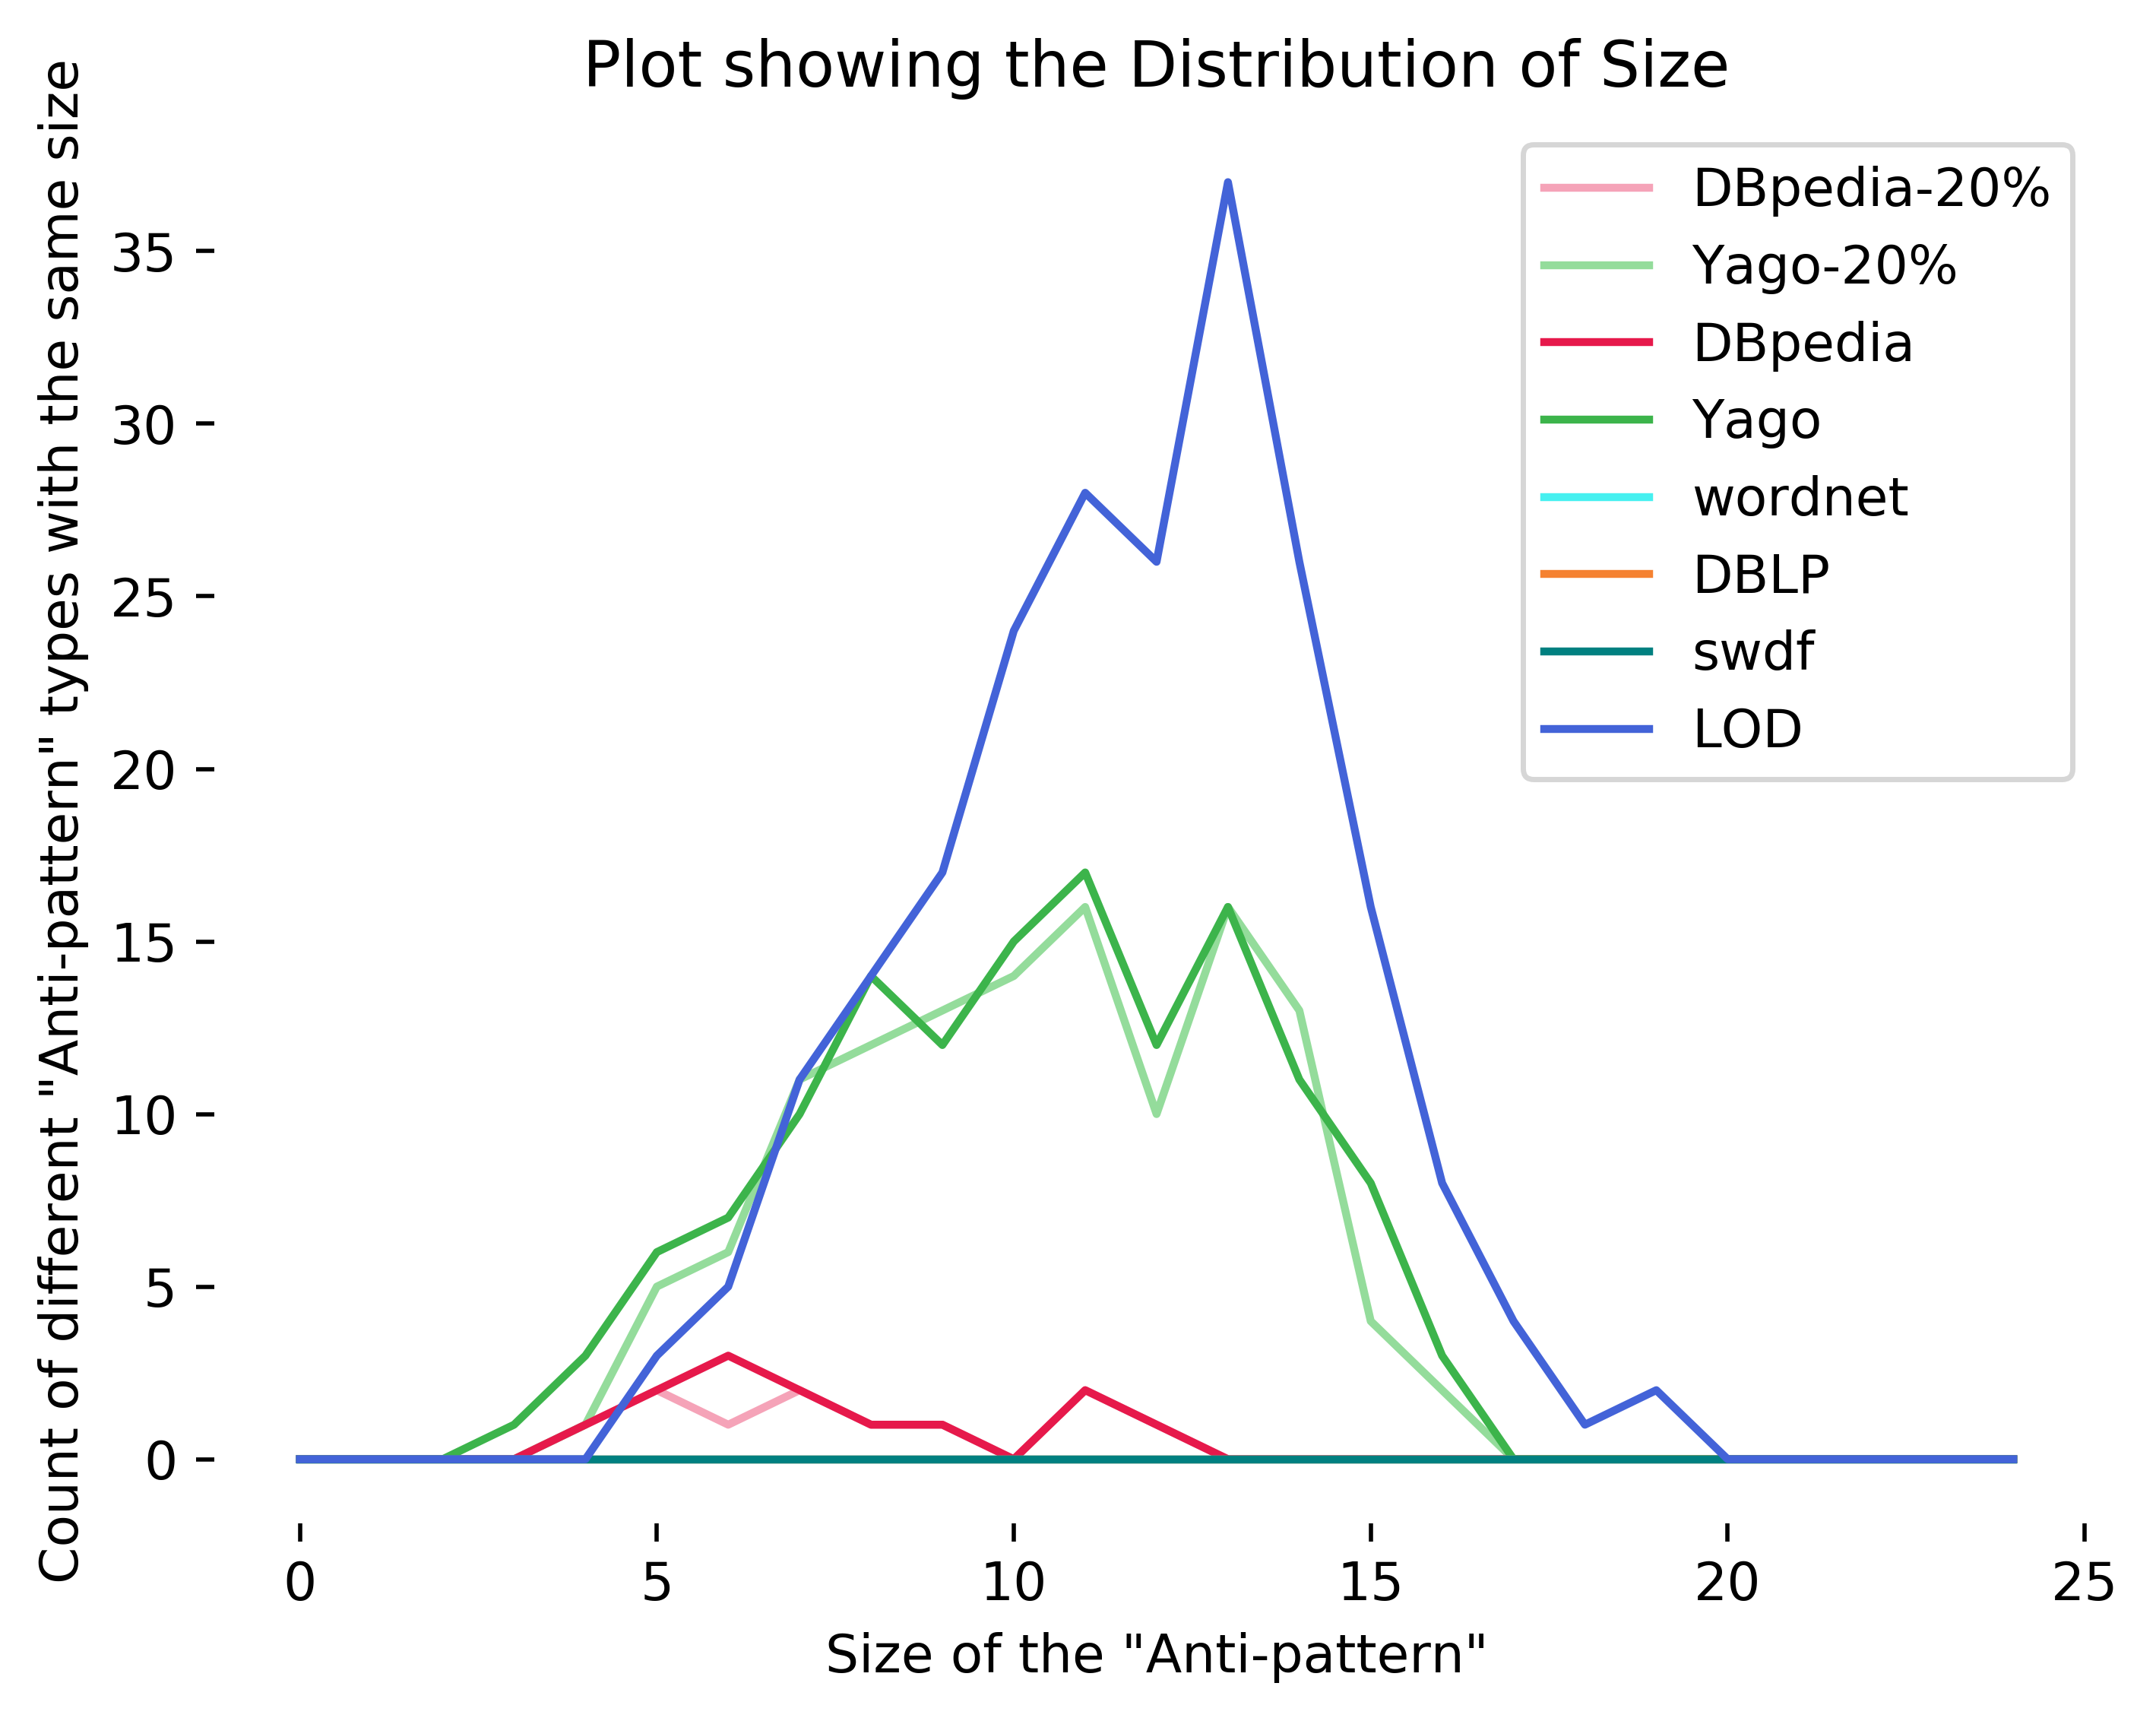 Plot showing the Distribution of Size
Count of different "Anti-pattern" types with the same size
35
30
25
20
15
10
5
0
0 5 10 15 20 25
Size of the "Anti-pattern"
DBpedia-20%
Yago-20%
DBpedia
Yago
wordnet
DBLP
swdf
LOD